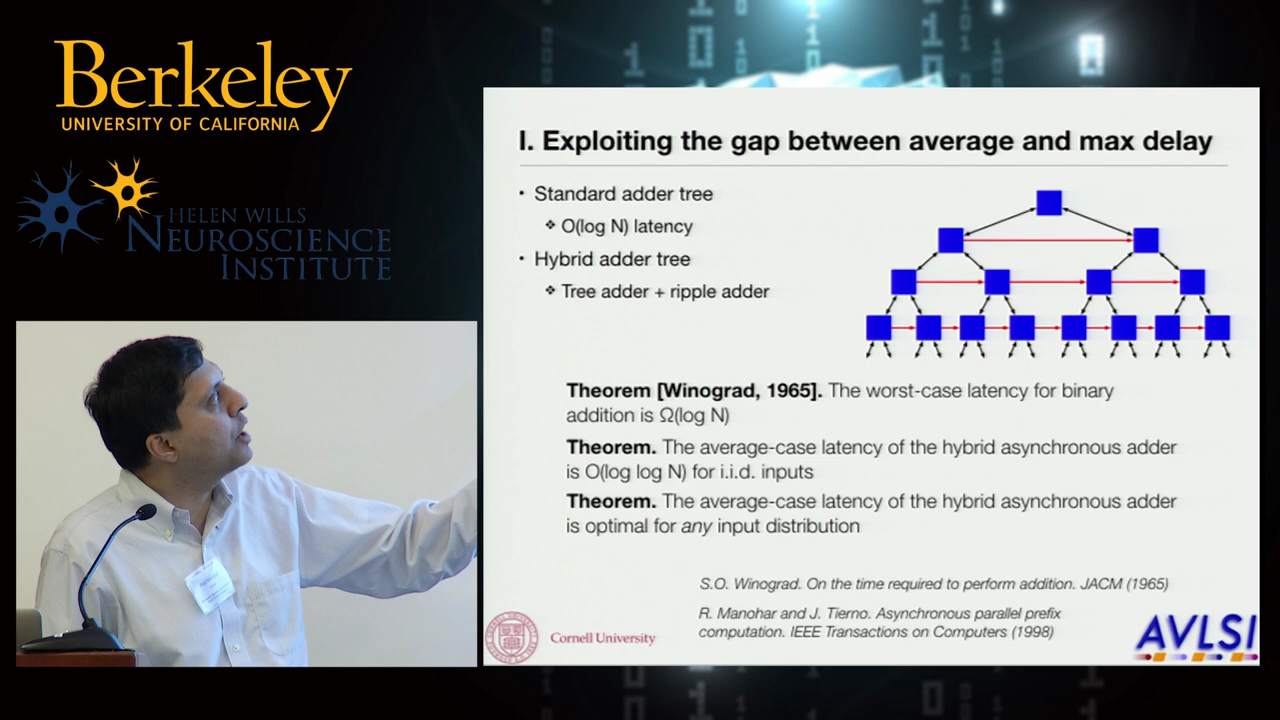 Berkeley
UNIVERSITY OF CALIFORNIA
HELEN WILLS
NEUROSCIENCE
INSTITUTE
I. Exploiting the gap between average and max delay
• Standard adder tree
❖ O(log N) latency
• Hybrid adder tree
❖ Tree adder + ripple adder
Theorem [Winograd, 1965]. The worst-case latency for binary
addition is Ω(log N)
Theorem. The average-case latency of the hybrid asynchronous adder
is O(log log N) for i.i.d. inputs
Theorem. The average-case latency of the hybrid asynchronous adder
is optimal for any input distribution
S.O. Winograd. On the time required to perform addition. JACM (1965)
R. Manohar and J. Tierno. Asynchronous parallel prefix
computation. IEEE Transactions on Computers (1998)
Cornell University
AVLSI